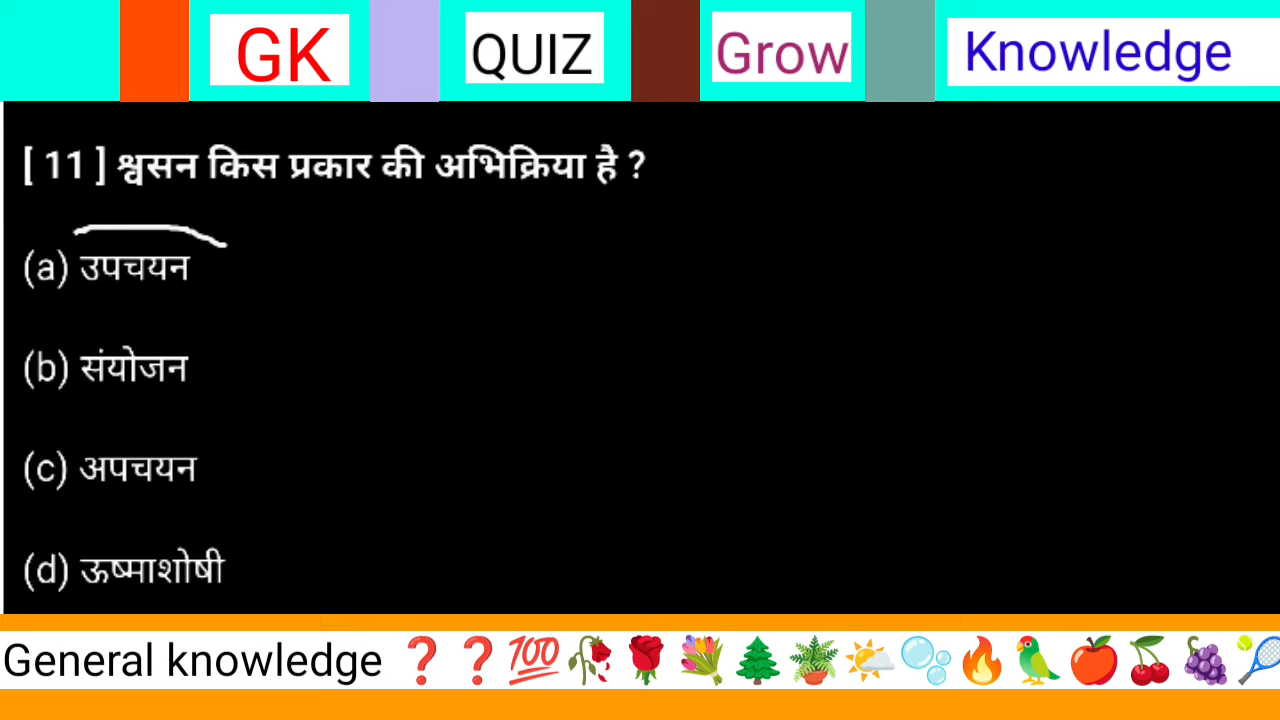 GK QUIZ Grow Knowledge
[ 11 ] श्वसन किस प्रकार की अभिक्रिया है ?
(a) उपचयन
(b) संयोजन
(c) अपचयन
(d) ऊष्माशोषी
General knowledge ❓❓💯🥀🌹💐🌲🪴🌤️🫧🔥🦜🍎🍒🍇🎾